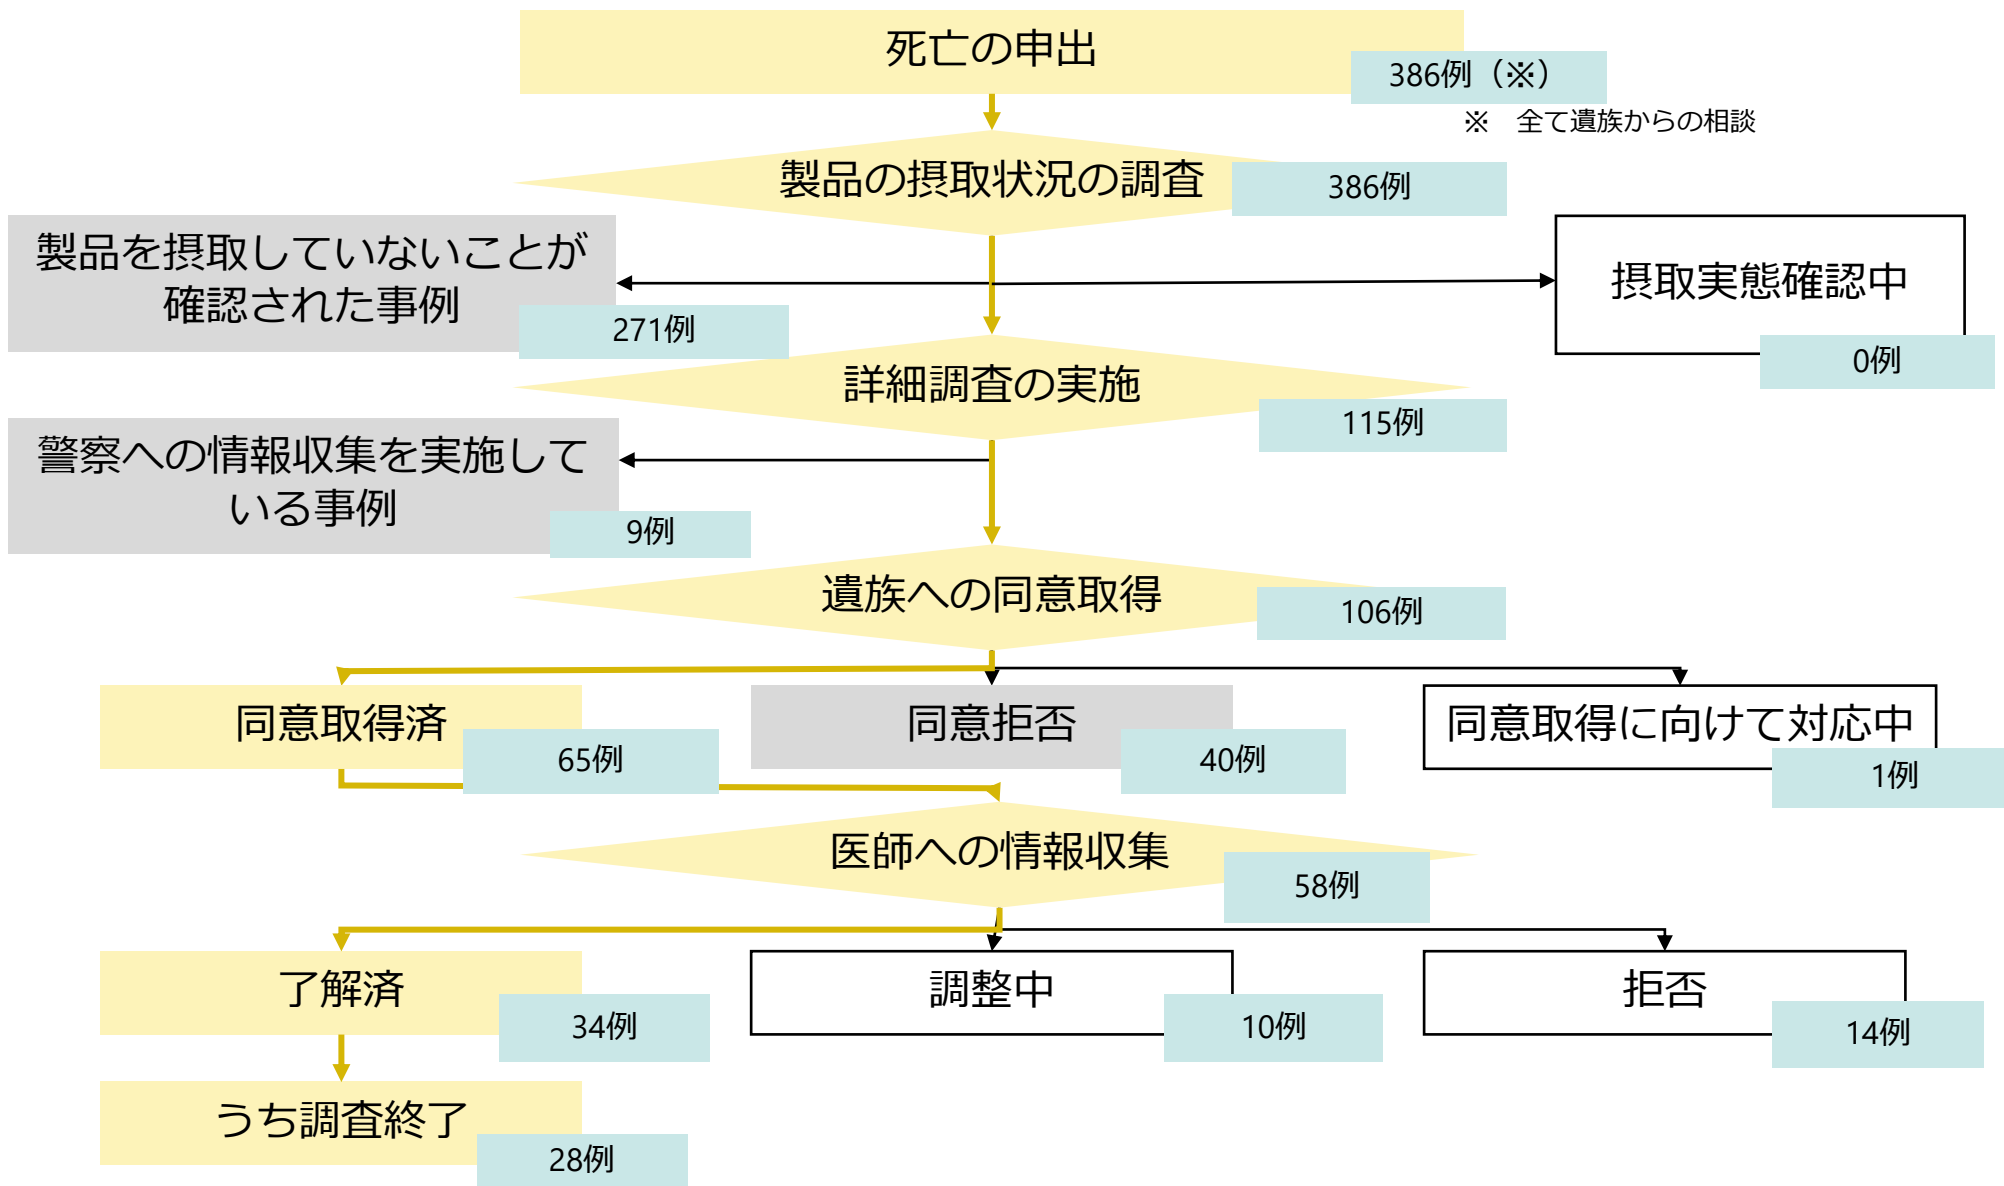 死亡の申出
386例（※）
※　全て遺族からの相談
製品の摂取状況の調査
386例
製品を摂取していないことが
確認された事例
271例
摂取実態確認中
0例
詳細調査の実施
115例
警察への情報収集を実施して
いる事例
9例
遺族への同意取得
106例
同意取得済
65例
同意拒否
40例
同意取得に向けて対応中
1例
医師への情報収集
58例
了解済
34例
調整中
10例
拒否
14例
うち調査終了
28例